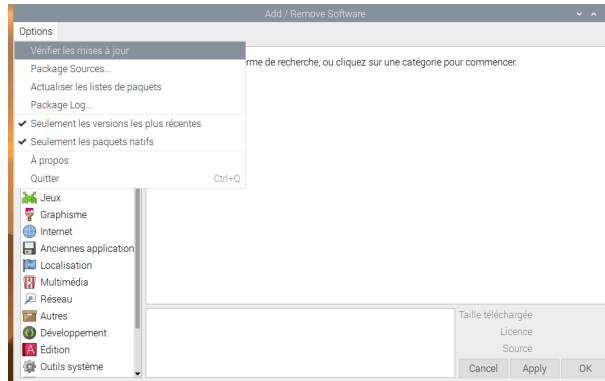 Add / Remove Software
Options
Vérifier les mises à jour
Package Sources...
erme de recherche, ou cliquez sur une catégorie pour commencer.
Actualiser les listes de paquets
Package Log...
Seulement les versions les plus récentes
Seulement les paquets natifs
À propos
Quitter Ctrl+Q
Jeux
Graphisme
Internet
Anciennes application
Localisation
Multimédia
Réseau
Autres
Développement
Édition
Outils système
Taille téléchargée
Licence
Source
Cancel Apply OK